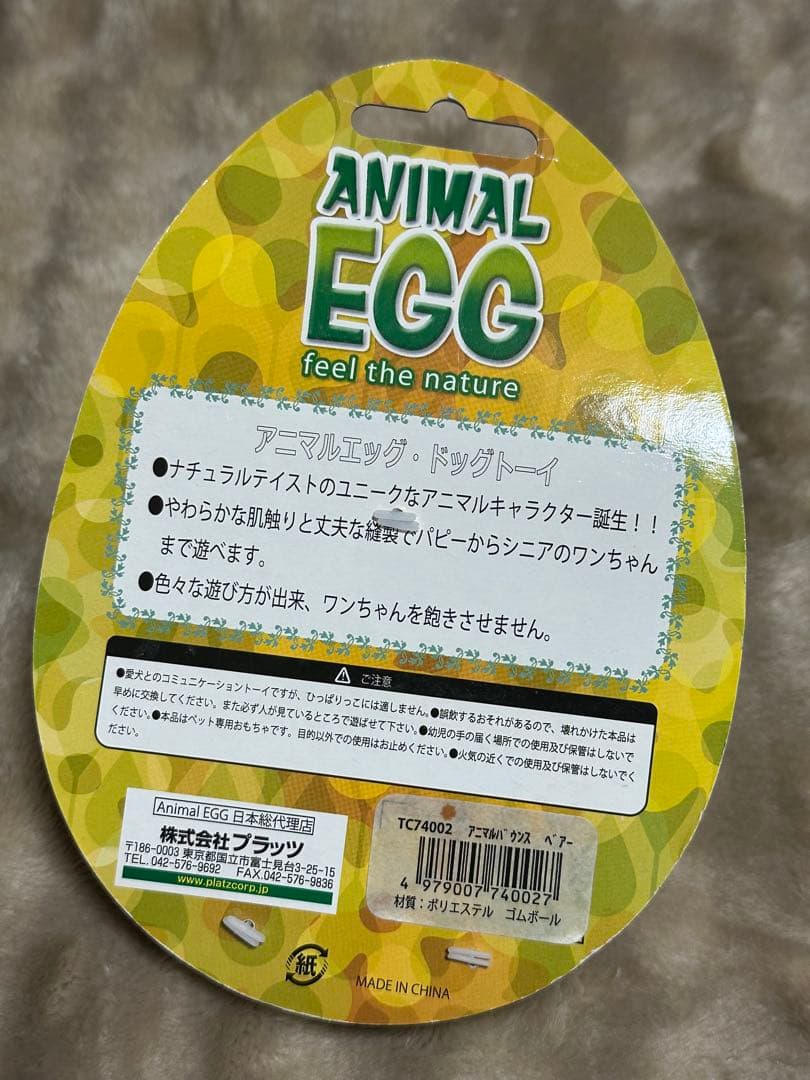 ANIMAL
EGG
feel the nature
アニマルエッグ・ドッグトーイ
●ナチュラルテイストのユニークなアニマルキャラクター誕生！！
●やわらかな肌触りと丈夫な縫製でパピーからシニアのワンちゃん
まで遊べます。
●色々な遊び方が出来、ワンちゃんを飽きさせません。
ご注意
●愛犬とのコミュニケーショントーイですが、ひっぱりっこには適しません。●誤飲するおそれがあるので、壊れかけた本品は
早めに交換してください。また必ず人が見ているところで遊ばせて下さい。●幼児の手の届く場所での使用及び保管はしないで
ください。●本品はペット専用おもちゃです。目的以外での使用はお止めください。●火気の近くでの使用及び保管はしないでく
ださい。
Animal EGG 日本総代理店
株式会社プラッツ
〒186-0003 東京都国立市富士見台3-25-15
TEL.042-576-9692 FAX.042-576-9836
www.platzcorp.jp
TC74002 アニマルバウンス ベアー
4 979007 740027
材質：ポリエステル ゴムボール
紙
MADE IN CHINA